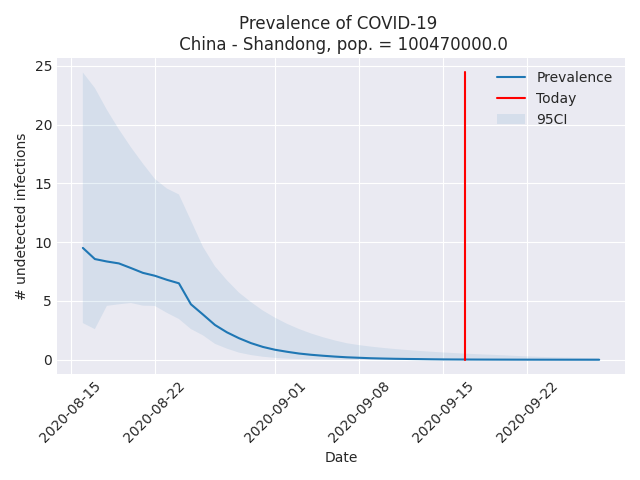 Prevalence of COVID-19
China - Shandong, pop. = 100470000.0
Prevalence
Today
95CI
# undetected infections
25
20
15
10
5
0
2020-08-15
2020-08-22
2020-09-01
2020-09-08
2020-09-15
2020-09-22
Date